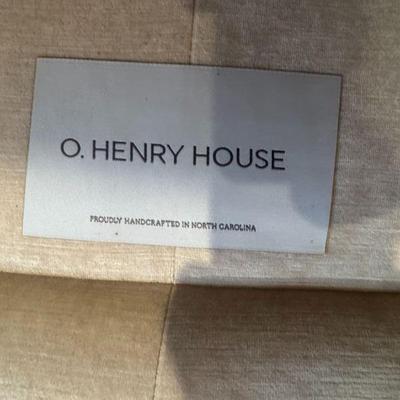 O. HENRY HOUSE
PROUDLY HANDCRAFTED IN NORTH CAROLINA